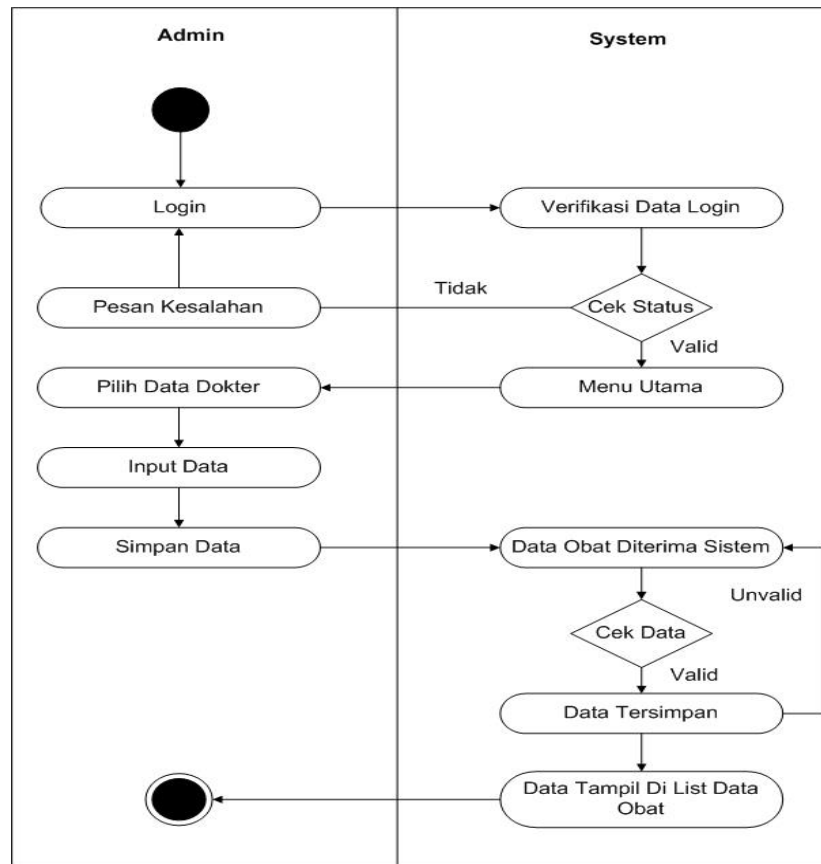 Admin
System
Login
Verifikasi Data Login
Pesan Kesalahan
Tidak
Cek Status
Valid
Pilih Data Dokter
Menu Utama
Input Data
Simpan Data
Data Obat Diterima Sistem
Unvalid
Cek Data
Valid
Data Tersimpan
Data Tampil Di List Data
Obat